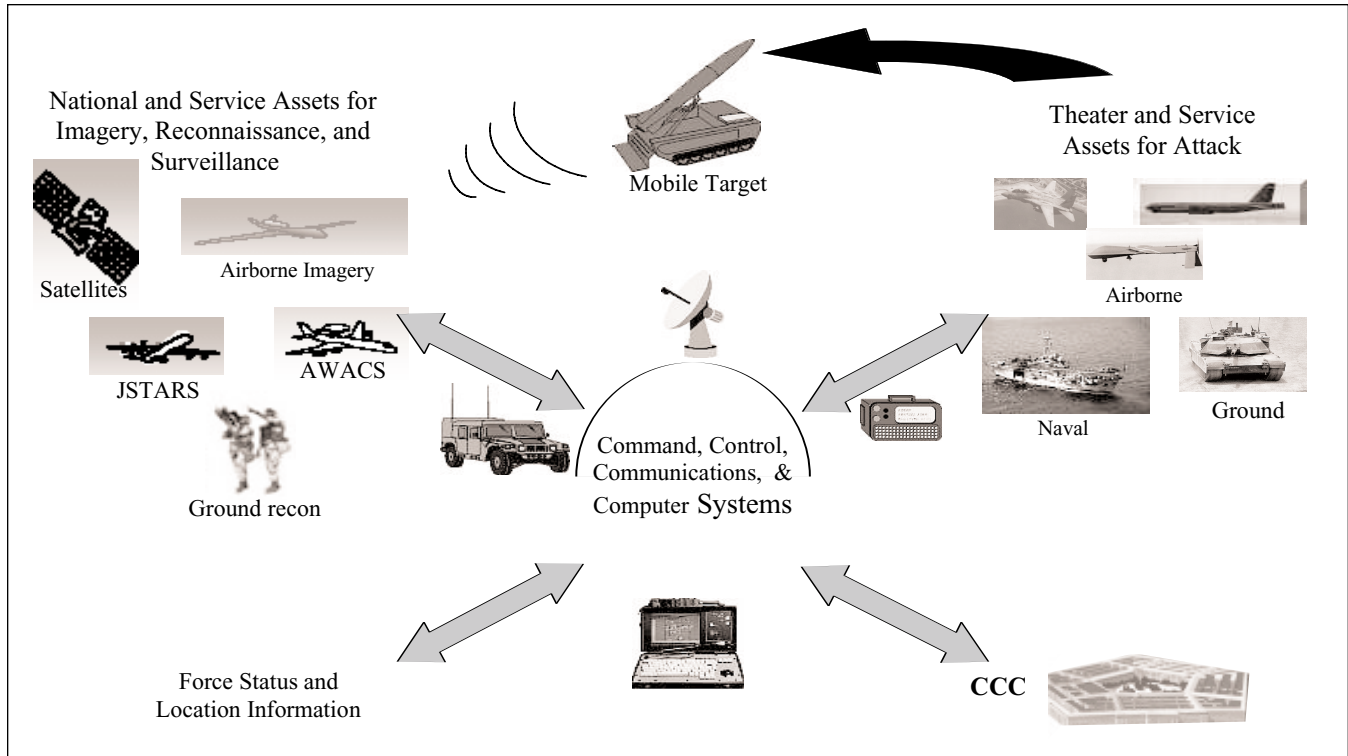 National and Service Assets for
Imagery, Reconnaissance, and
Surveillance
Satellites
Airborne Imagery
JSTARS
AWACS
Ground recon
Mobile Target
Theater and Service
Assets for Attack
Airborne
Naval
Ground
Command, Control,
Communications, &
Computer Systems
Force Status and
Location Information
CCC